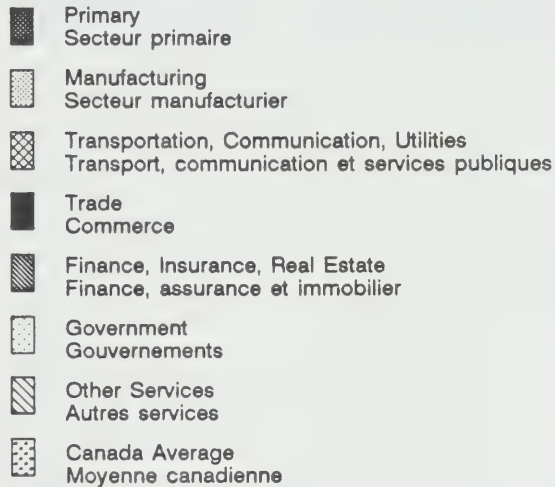 Primary
Secteur primaire
Manufacturing
Secteur manufacturier
Transportation, Communication, Utilities
Transport, communication et services publiques
Trade
Commerce
Finance, Insurance, Real Estate
Finance, assurance et immobilier
Government
Gouvernements
Other Services
Autres services
Canada Average
Moyenne canadienne